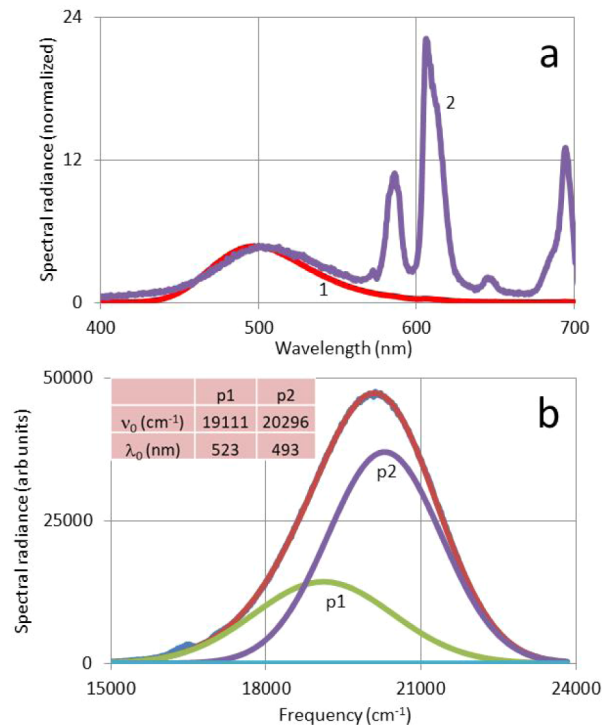 24
a
2
12
1
0
400
500
600
700
Spectral radiance (normalized)
Wavelength (nm)
50000
b
p1 p2
ν₀ (cm⁻¹) 19111 20296
λ₀ (nm) 523 493
p2
25000
p1
0
15000
18000
21000
24000
Spectral radiance (arb units)
Frequency (cm⁻¹)